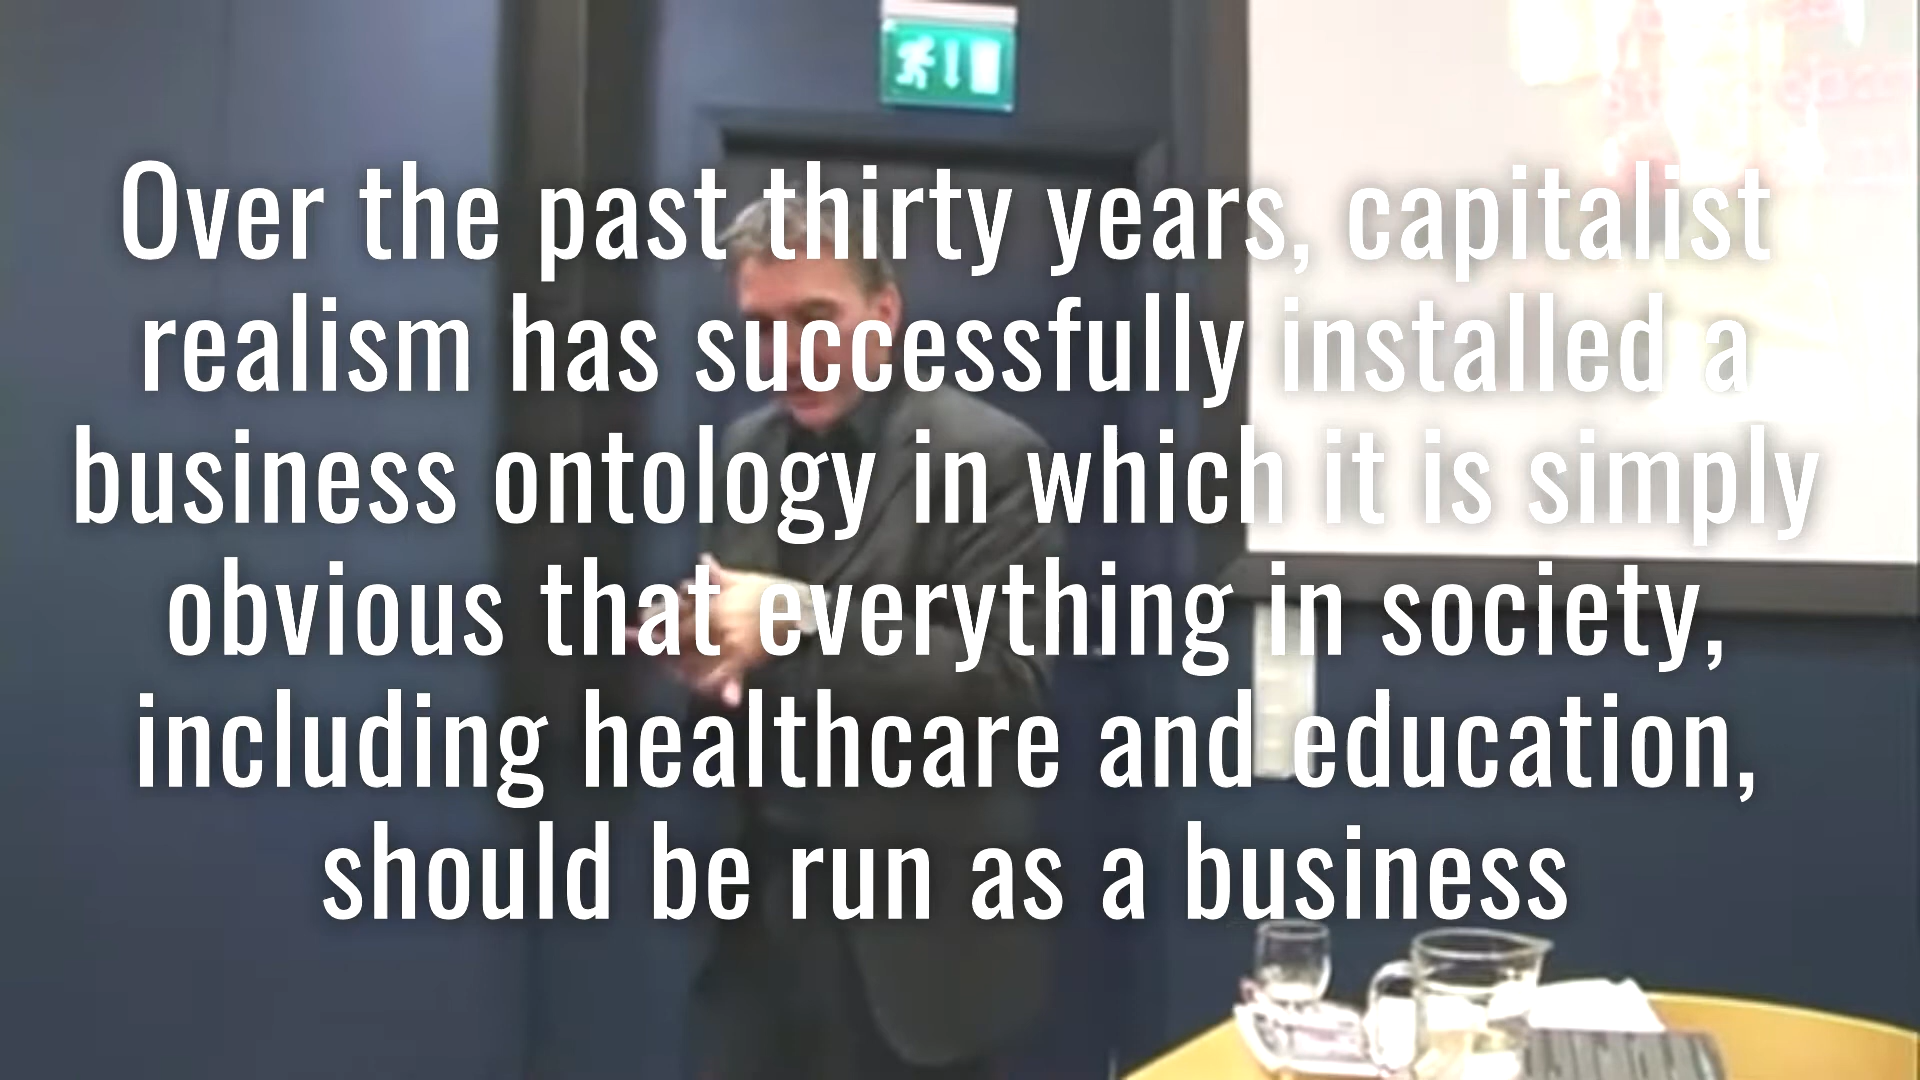 Over the past thirty years, capitalist
realism has successfully installed a
business ontology in which it is simply
obvious that everything in society,
including healthcare and education,
should be run as a business